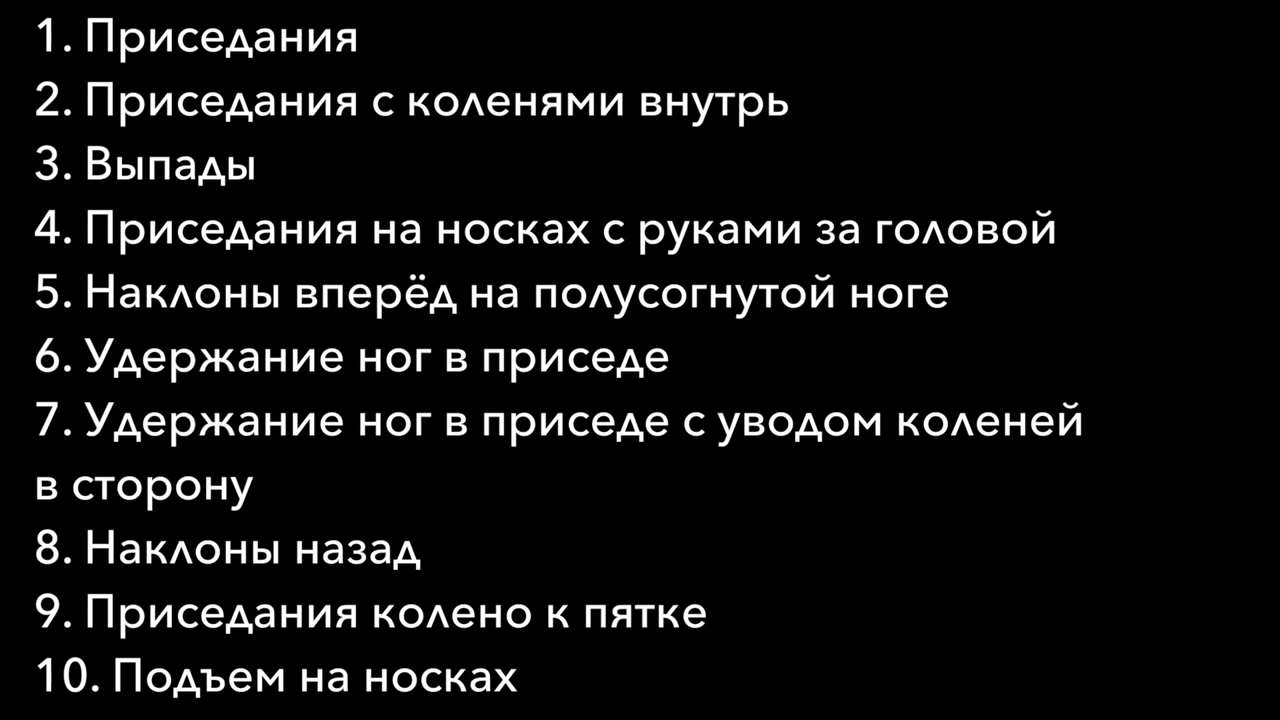 1. Приседания
2. Приседания с коленями внутрь
3. Выпады
4. Приседания на носках с руками за головой
5. Наклоны вперёд на полусогнутой ноге
6. Удержание ног в приседе
7. Удержание ног в приседе с уводом коленей
в сторону
8. Наклоны назад
9. Приседания колено к пятке
10. Подъем на носках